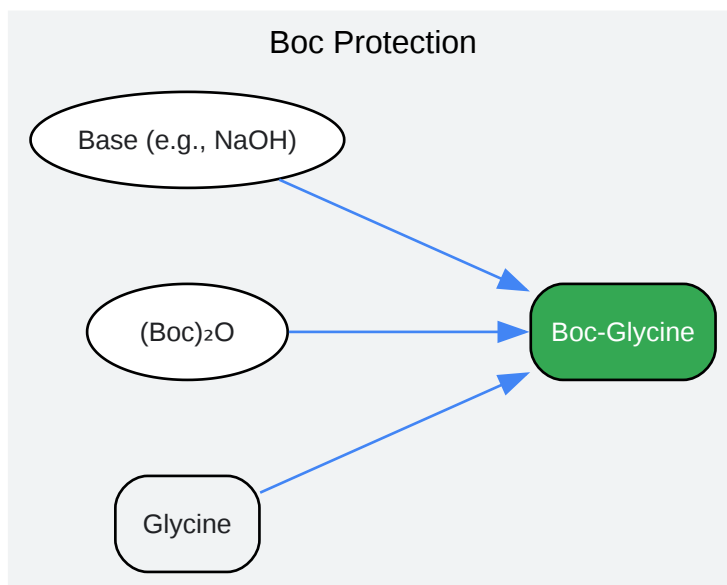 Boc Protection
Base (e.g., NaOH)
(Boc)₂O
Boc-Glycine
Glycine